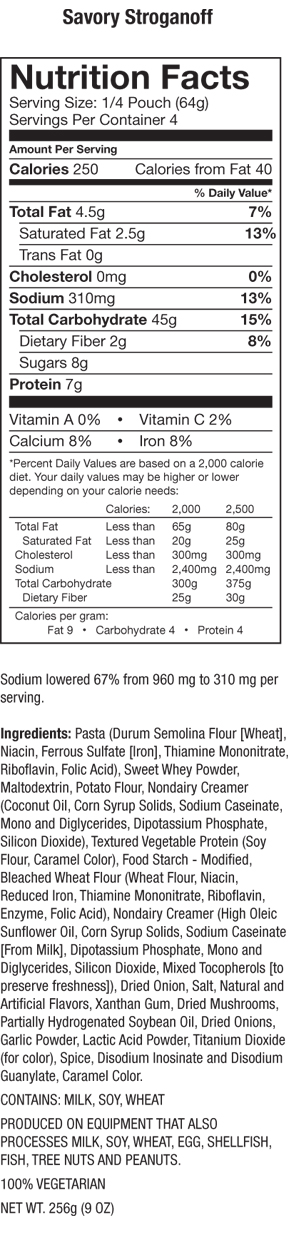 Savory Stroganoff
Nutrition Facts
Serving Size: 1/4 Pouch (64g)
Servings Per Container 4
Amount Per Serving
Calories 250 Calories from Fat 40
% Daily Value*
Total Fat 4.5g 7%
Saturated Fat 2.5g 13%
Trans Fat 0g
Cholesterol 0mg 0%
Sodium 310mg 13%
Total Carbohydrate 45g 15%
Dietary Fiber 2g 8%
Sugars 8g
Protein 7g
Vitamin A 0% • Vitamin C 2%
Calcium 8% • Iron 8%
*Percent Daily Values are based on a 2,000 calorie
diet. Your daily values may be higher or lower
depending on your calorie needs:
Calories: 2,000 2,500
Total Fat Less than 65g 80g
Saturated Fat Less than 20g 25g
Cholesterol Less than 300mg 300mg
Sodium Less than 2,400mg 2,400mg
Total Carbohydrate 300g 375g
Dietary Fiber 25g 30g
Calories per gram:
Fat 9 • Carbohydrate 4 • Protein 4
Sodium lowered 67% from 960 mg to 310 mg per
serving.
Ingredients: Pasta (Durum Semolina Flour [Wheat],
Niacin, Ferrous Sulfate [Iron], Thiamine Mononitrate,
Riboflavin, Folic Acid), Sweet Whey Powder,
Maltodextrin, Potato Flour, Nondairy Creamer
(Coconut Oil, Corn Syrup Solids, Sodium Caseinate,
Mono and Diglycerides, Dipotassium Phosphate,
Silicon Dioxide), Textured Vegetable Protein (Soy
Flour, Caramel Color), Food Starch - Modified,
Bleached Wheat Flour (Wheat Flour, Niacin,
Reduced Iron, Thiamine Mononitrate, Riboflavin,
Enzyme, Folic Acid), Nondairy Creamer (High Oleic
Sunflower Oil, Corn Syrup Solids, Sodium Caseinate
[From Milk], Dipotassium Phosphate, Mono and
Diglycerides, Silicon Dioxide, Mixed Tocopherols [to
preserve freshness]), Dried Onion, Salt, Natural and
Artificial Flavors, Xanthan Gum, Dried Mushrooms,
Partially Hydrogenated Soybean Oil, Dried Onions,
Garlic Powder, Lactic Acid Powder, Titanium Dioxide
(for color), Spice, Disodium Inosinate and Disodium
Guanylate, Caramel Color.
CONTAINS: MILK, SOY, WHEAT
PRODUCED ON EQUIPMENT THAT ALSO
PROCESSES MILK, SOY, WHEAT, EGG, SHELLFISH,
FISH, TREE NUTS AND PEANUTS.
100% VEGETARIAN
NET WT. 256g (9 OZ)